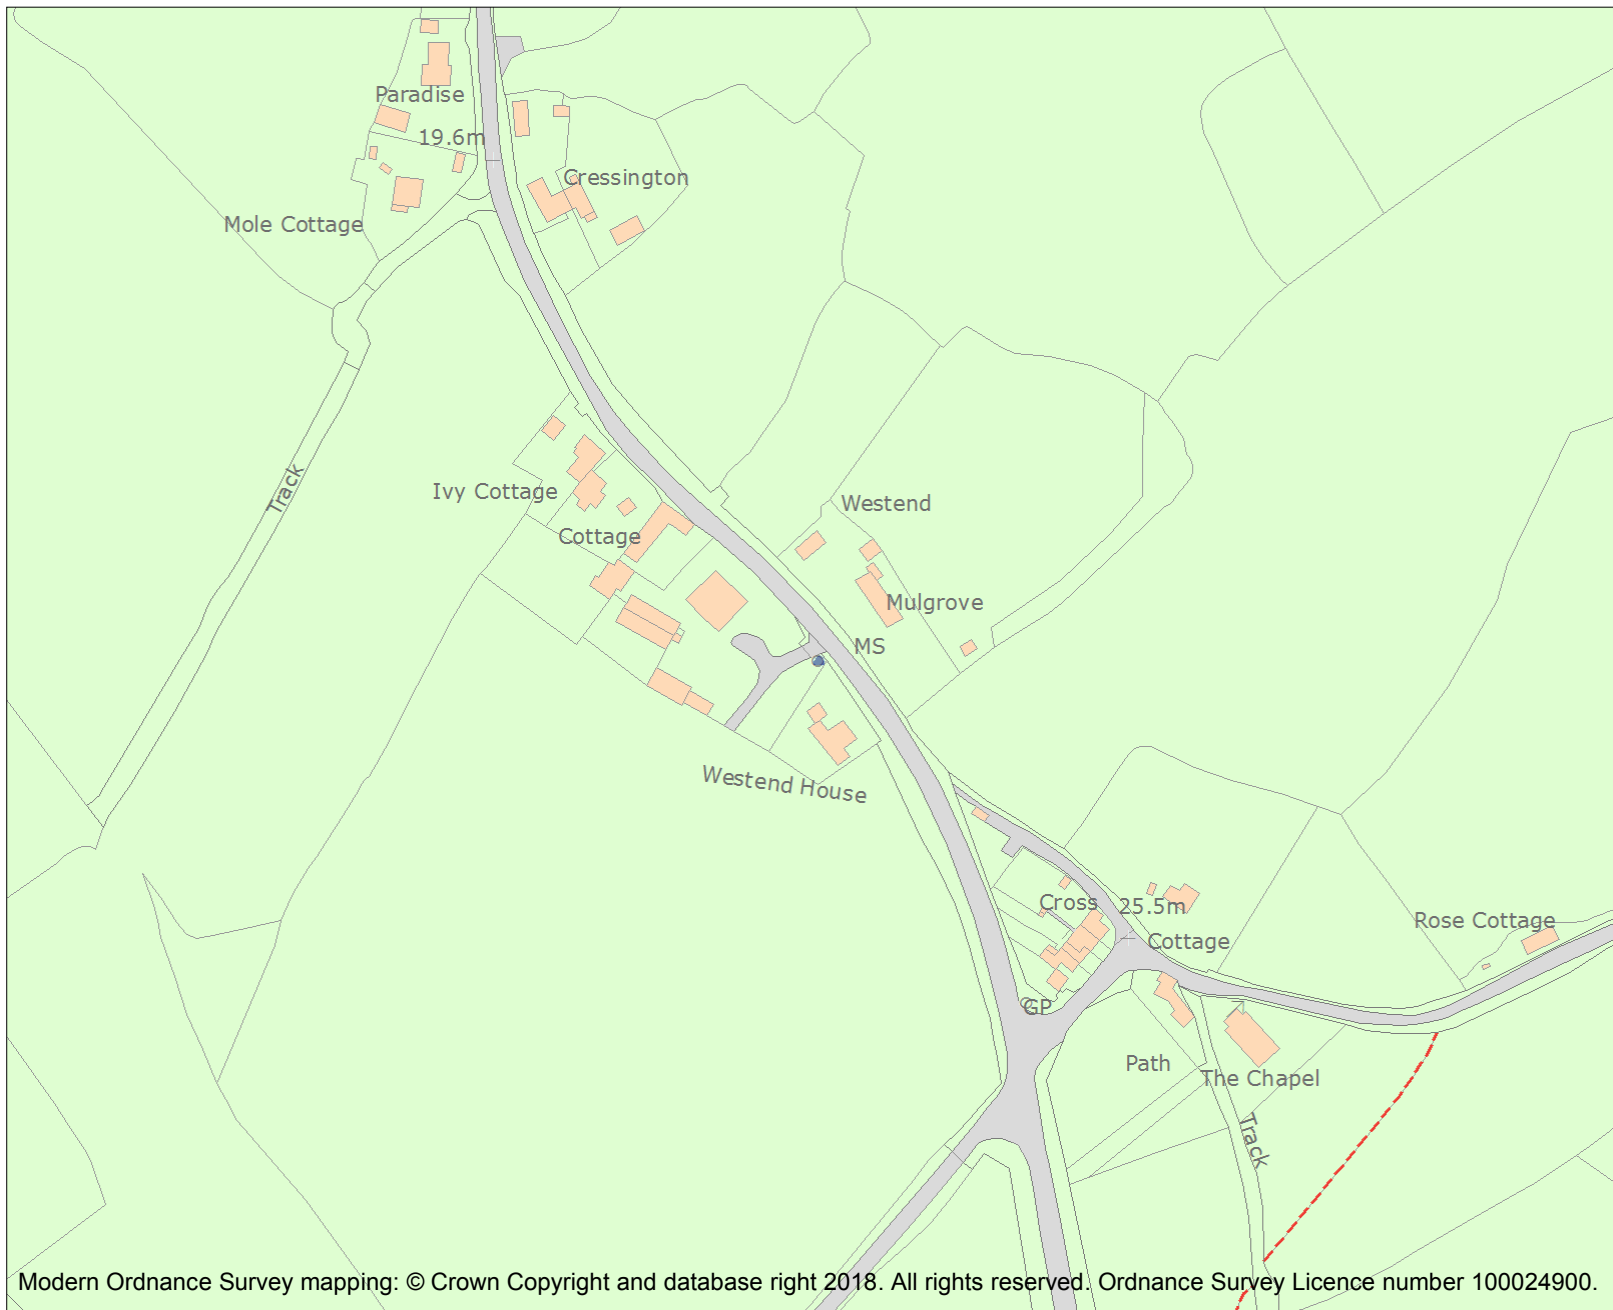 Paradise
19.6m
Cressington
Mole Cottage
Track
Ivy Cottage
Westend
Cottage
Mulgrove
MS
Westend House
Cross
25.5m
Rose Cottage
Cottage
GP
Path
The Chapel
Track
Modern Ordnance Survey mapping: © Crown Copyright and database right 2018. All rights reserved. Ordnance Survey Licence number 100024900.